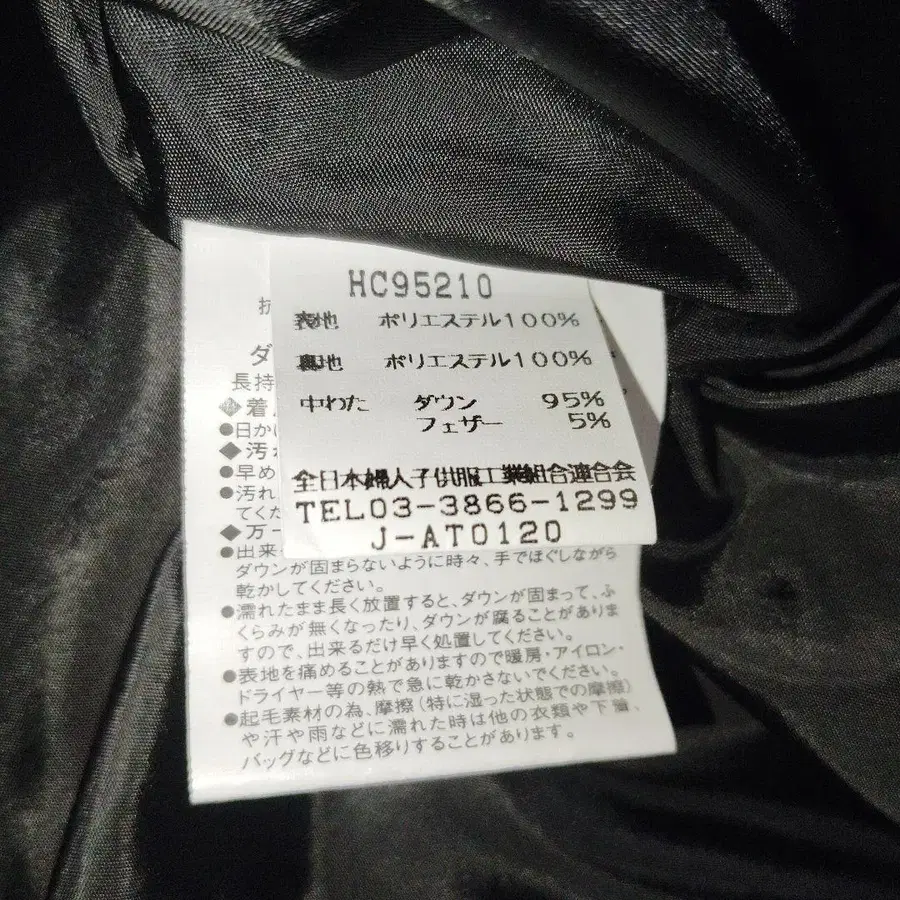 HC95210
表地 ポリエステル100%
裏地 ポリエステル100%
中わた ダウン 95%
フェザー 5%
全日本婦人子供服工業組合連合会
TEL03-3866-1299
J-AT0120
ダ
長持
◆着
●日か
◆汚
●早め
●汚れ
てくだ
◆万一
●出来
ダウンが固まらないように時々、手でほぐしながら
乾かしてください。
●濡れたまま長く放置すると、ダウンが固まって、ふ
くらみが無くなったり、ダウンが腐ることがありま
すので、出来るだけ早く処置してください。
●表地を痛めることがありますので暖房・アイロン・
ドライヤー等の熱で急に乾かさないでください。
●起毛素材の為、摩擦(特に湿った状態での摩擦)
や汗や雨などに濡れた時は他の衣類や下着、
バッグなどに色移りすることがあります。